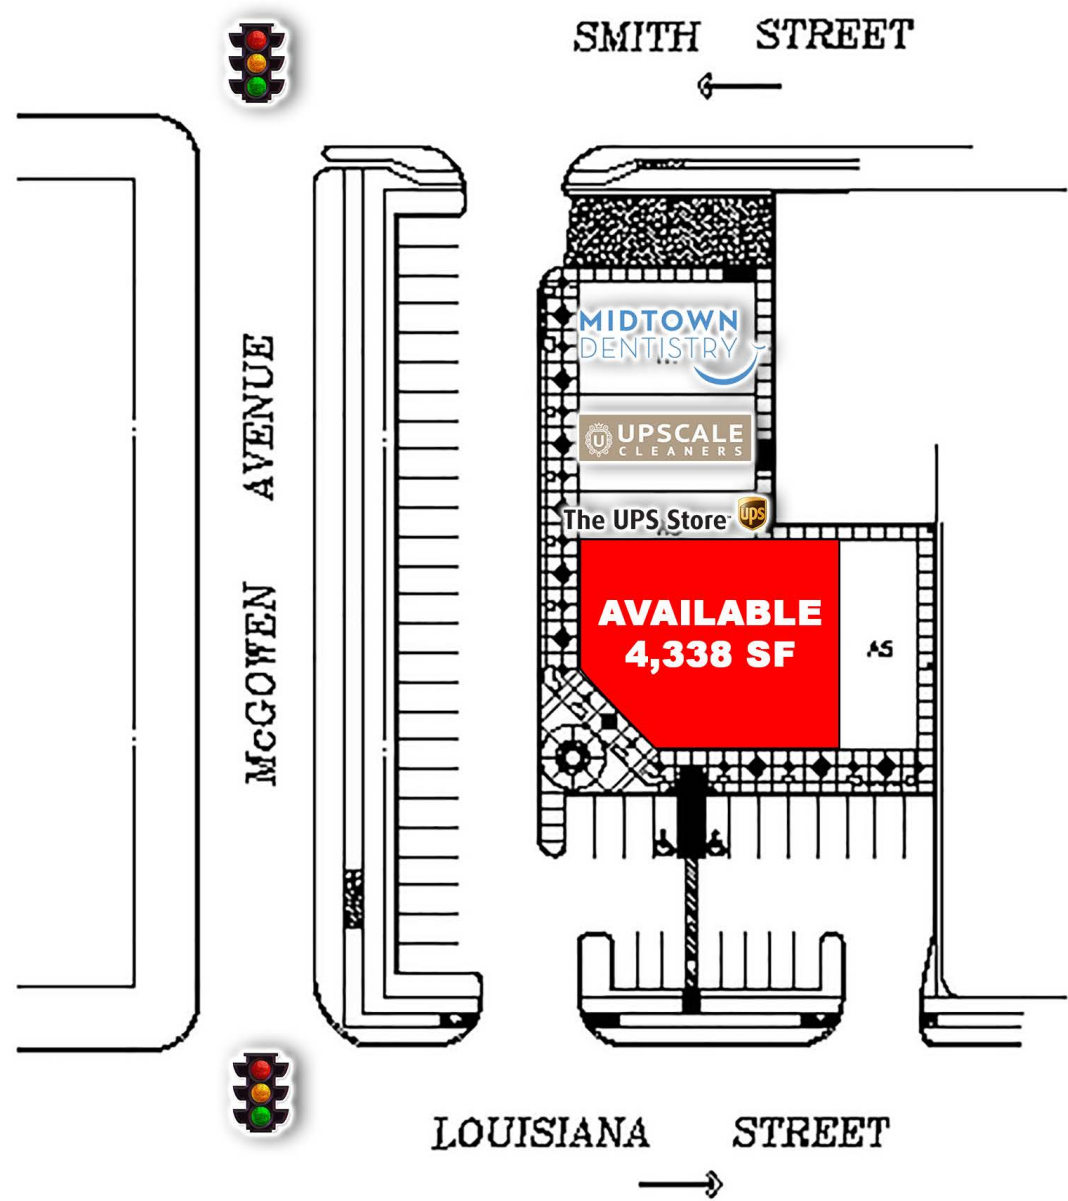 SMITH STREET
MIDTOWN
DENTISTRY
U UPSCALE
CLEANERS
The UPS Store ups
AVAILABLE
4,338 SF
AS
McGOWEN AVENUE
LOUISIANA STREET